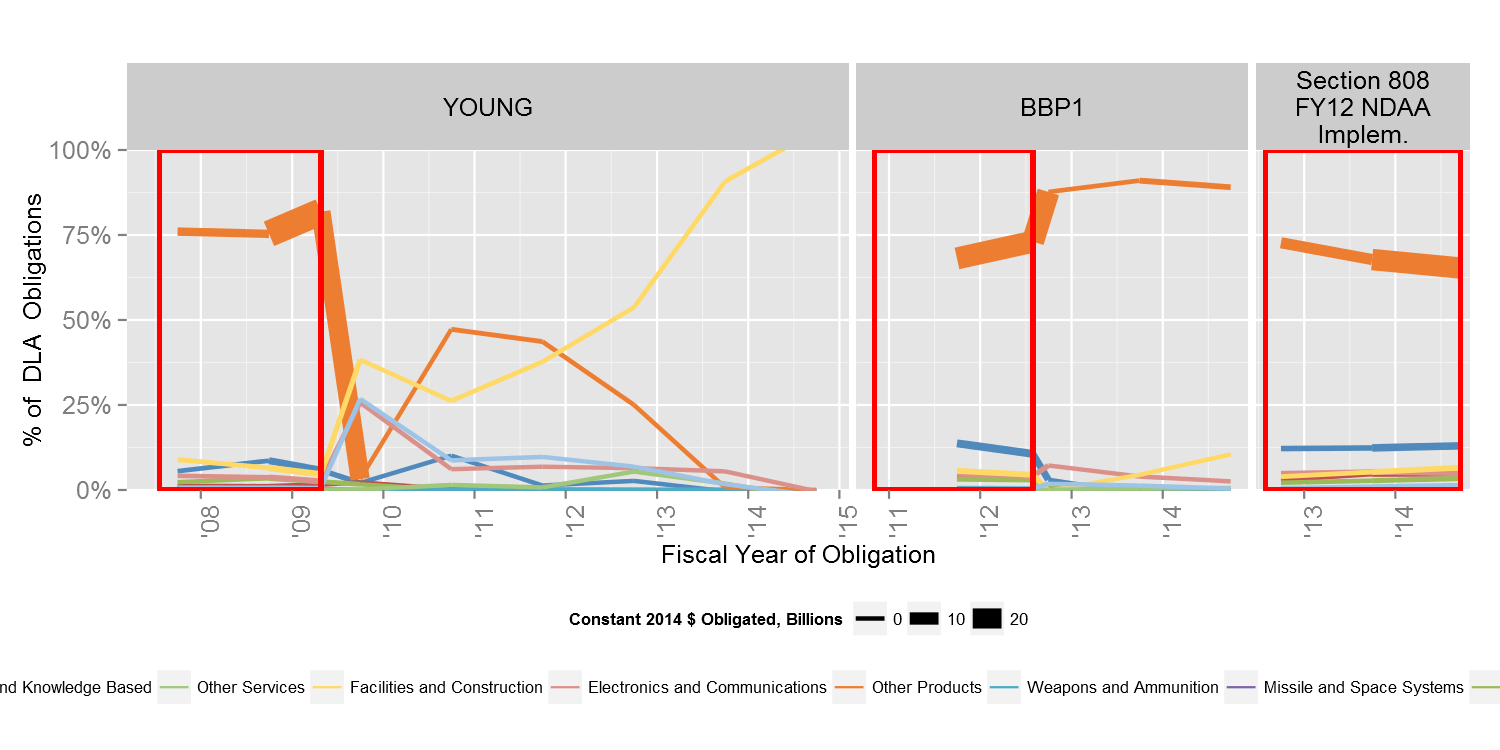 YOUNG
BBP1
Section 808
FY12 NDAA
Implem.
100%
75%
50%
25%
0%
% of DLA Obligations
'08
'09
'10
'11
'12
'13
'14
'15
'11
'12
'13
'14
'13
'14
Fiscal Year of Obligation
Constant 2014 $ Obligated, Billions 0 10 20
nd Knowledge Based Other Services Facilities and Construction Electronics and Communications Other Products Weapons and Ammunition Missile and Space Systems